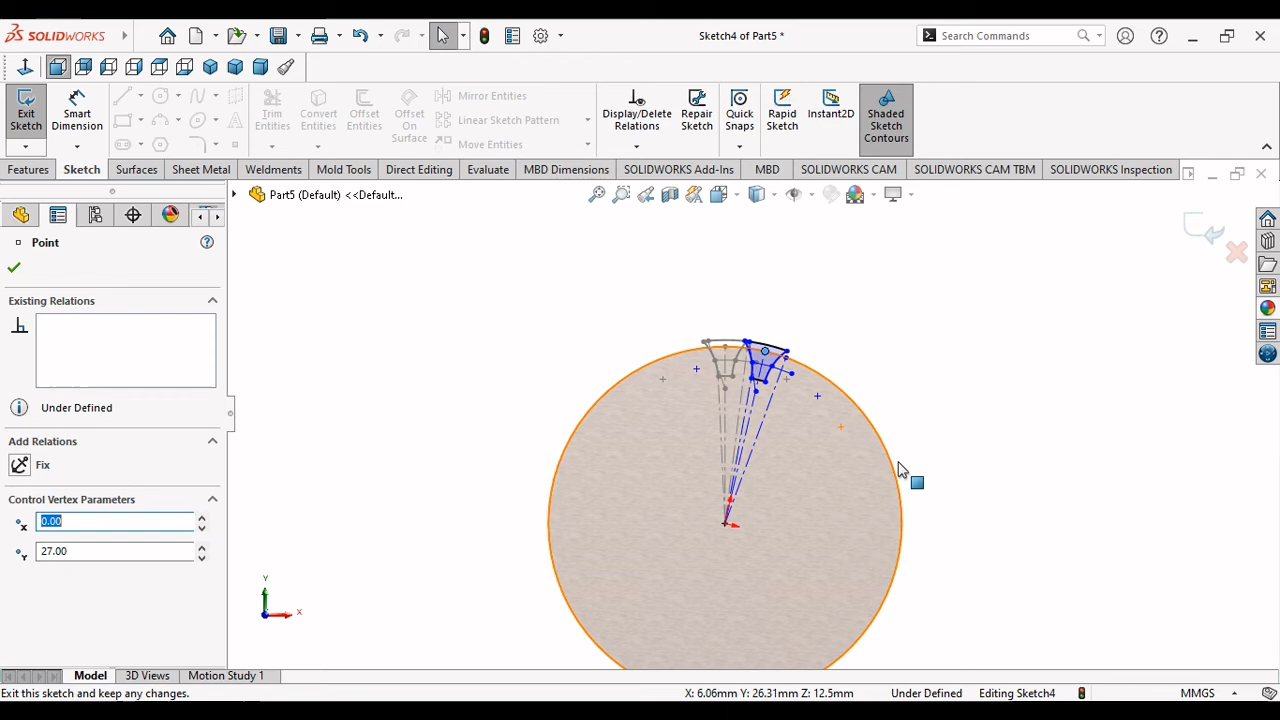 SOLIDWORKS
Sketch4 of Part5 *
Search Commands
Exit Sketch
Smart Dimension
Trim Entities
Convert Entities
Offset Entities
Offset On Surface
Mirror Entities
Linear Sketch Pattern
Move Entities
Display/Delete Relations
Repair Sketch
Quick Snaps
Rapid Sketch
Instant2D
Shaded Sketch Contours
Features
Sketch
Surfaces
Sheet Metal
Weldments
Mold Tools
Direct Editing
Evaluate
MBD Dimensions
SOLIDWORKS Add-Ins
MBD
SOLIDWORKS CAM
SOLIDWORKS CAM TBM
SOLIDWORKS Inspection
Part5 (Default) <<Default...
Point
Existing Relations
Under Defined
Add Relations
Fix
Control Vertex Parameters
x 0.00
Y 27.00
Y
X
Model
3D Views
Motion Study 1
Exit this sketch and keep any changes.
X: 6.06mm Y: 26.31mm Z: 12.5mm
Under Defined
Editing Sketch4
MMGS